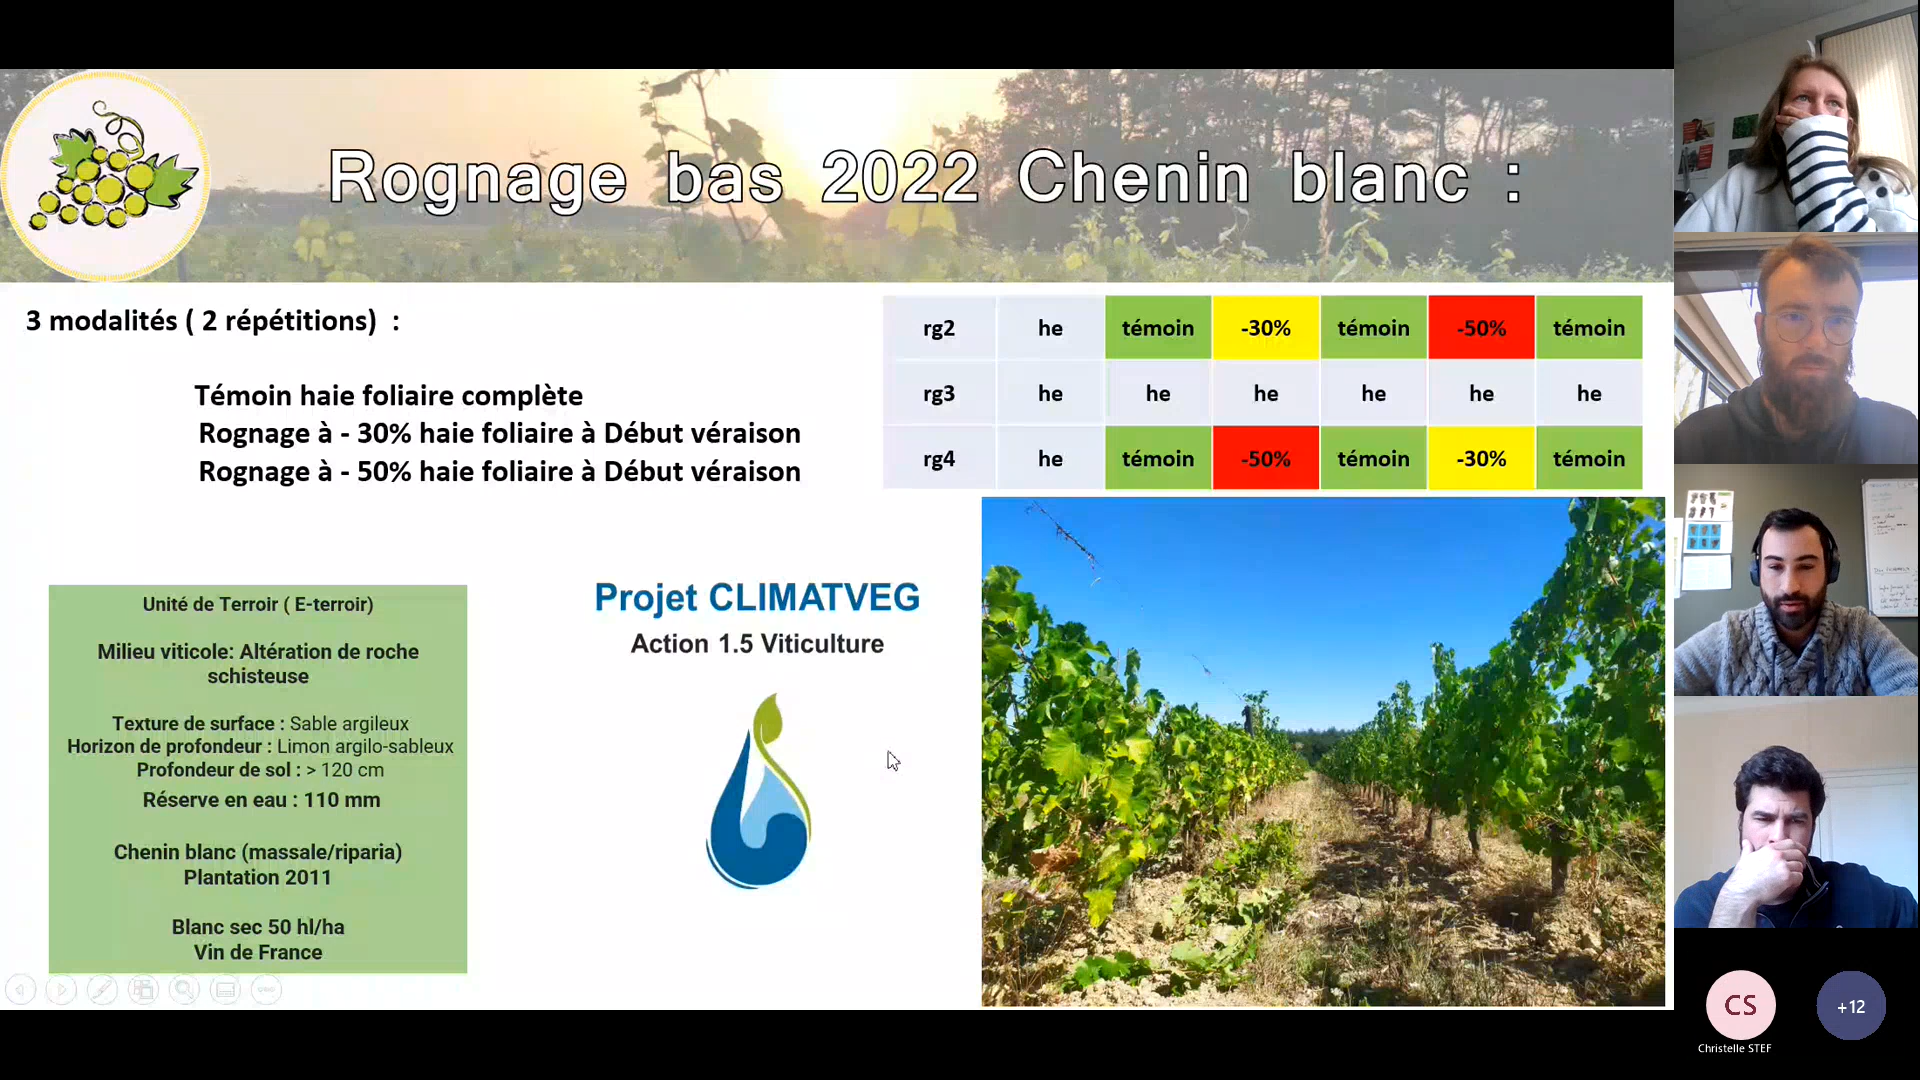 Rognage bas 2022 Chenin blanc :
3 modalités ( 2 répétitions) :
Témoin haie foliaire complète
Rognage à - 30% haie foliaire à Début véraison
Rognage à - 50% haie foliaire à Début véraison
rg2 he témoin -30% témoin -50% témoin
rg3 he he he he he he
rg4 he témoin -50% témoin -30% témoin
Unité de Terroir ( E-terroir)
Milieu viticole: Altération de roche
schisteuse
Texture de surface : Sable argileux
Horizon de profondeur : Limon argilo-sableux
Profondeur de sol : > 120 cm
Réserve en eau : 110 mm
Chenin blanc (massale/riparia)
Plantation 2011
Blanc sec 50 hl/ha
Vin de France
Projet CLIMATVEG
Action 1.5 Viticulture
CS
+12
Christelle STEF